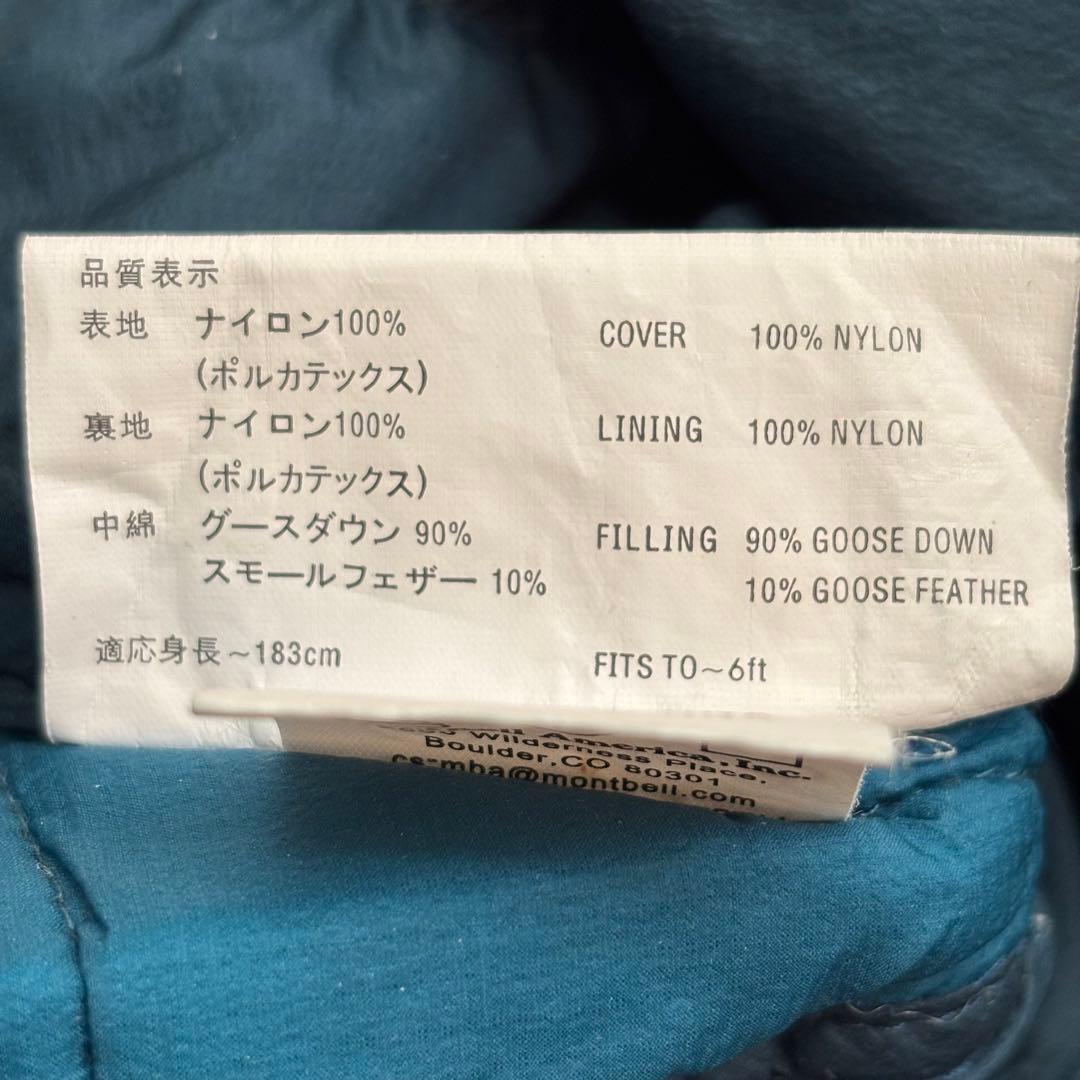 品質表示
表地 ナイロン100% COVER 100% NYLON
(ポルカテックス)
裏地 ナイロン100% LINING 100% NYLON
(ポルカテックス)
中綿 グースダウン 90% FILLING 90% GOOSE DOWN
スモールフェザー 10% 10% GOOSE FEATHER
適応身長~183cm FITS TO~6ft
America, Inc.
Wilderness Place,
Boulder, CO 80301
cs-mba@montbell.com